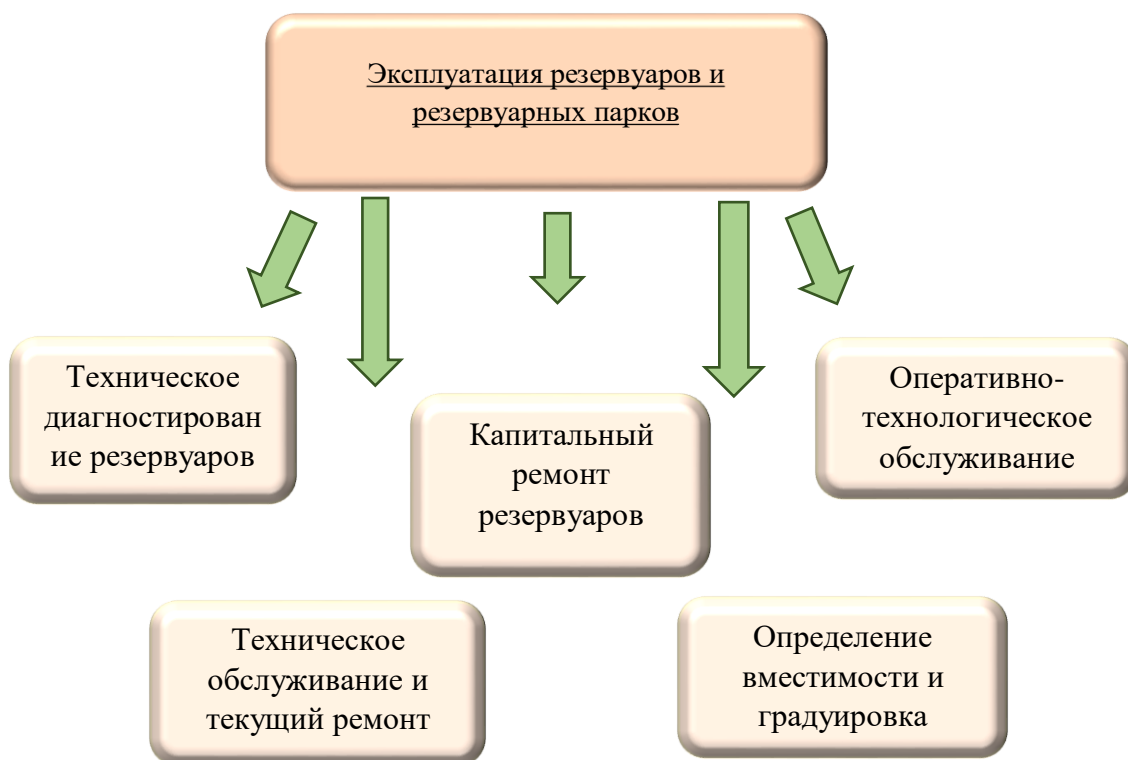 Эксплуатация резервуаров и
резервуарных парков
Техническое
диагностирован
ие резервуаров
Капитальный
ремонт
резервуаров
Оперативно-
технологическое
обслуживание
Техническое
обслуживание и
текущий ремонт
Определение
вместимости и
градуировка